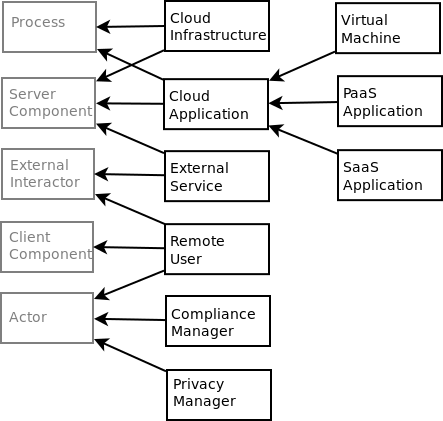 Process
Server
Component
External
Interactor
Client
Component
Actor
Cloud
Infrastructure
Cloud
Application
External
Service
Remote
User
Compliance
Manager
Privacy
Manager
Virtual
Machine
PaaS
Application
SaaS
Application